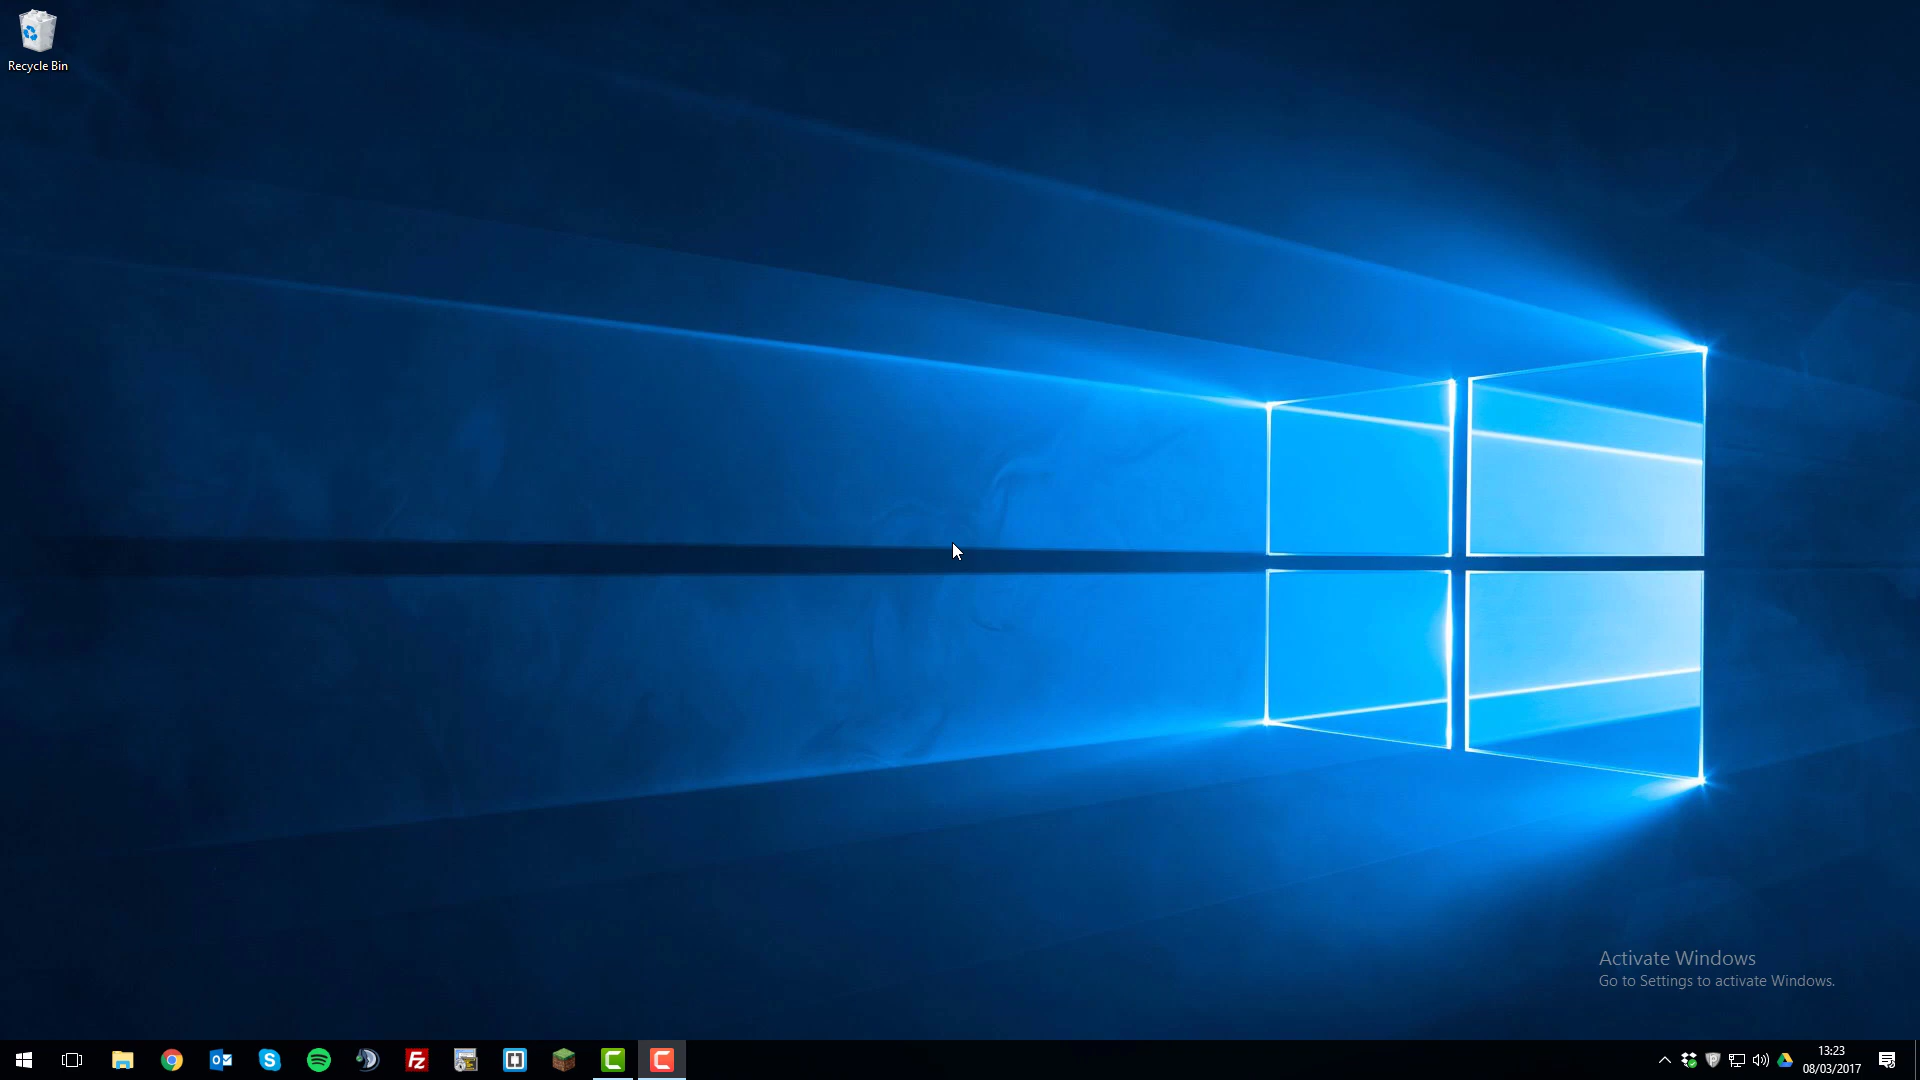 Recycle Bin
Activate Windows
Go to Settings to activate Windows.
13:23
08/03/2017